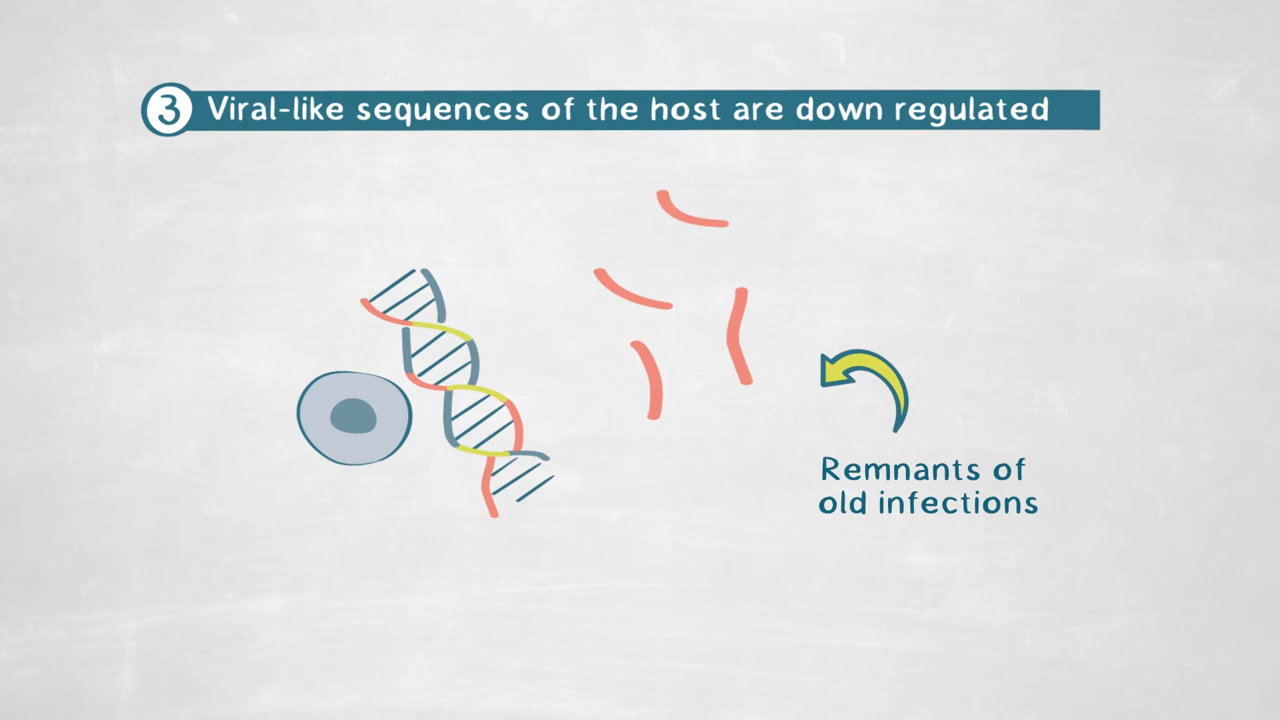 3 Viral-like sequences of the host are down regulated
Remnants of
old infections